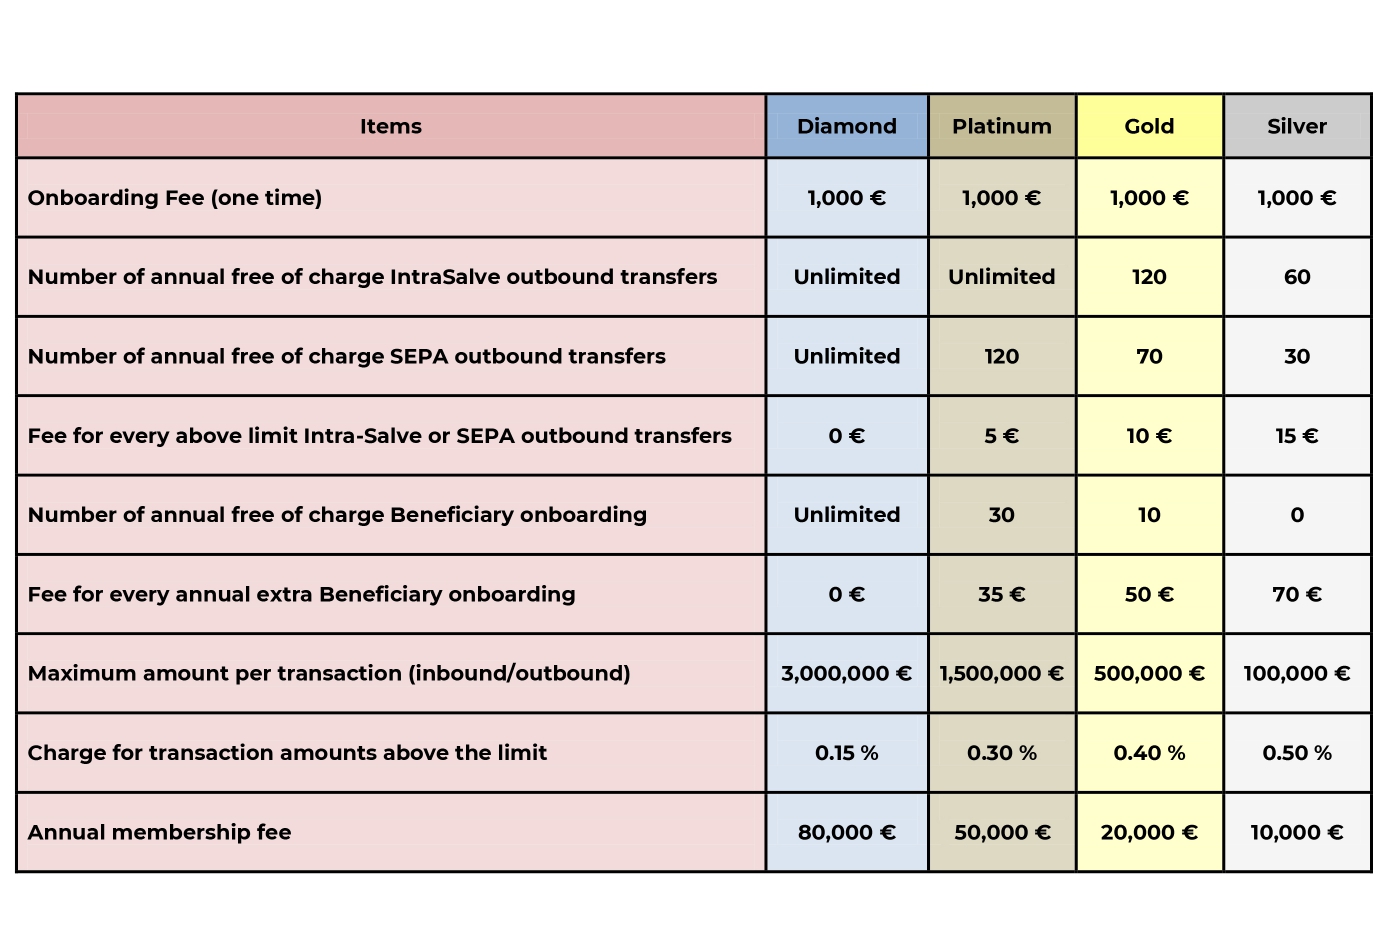 Items Diamond Platinum Gold Silver
Onboarding Fee (one time) 1,000 € 1,000 € 1,000 € 1,000 €
Number of annual free of charge IntraSalve outbound transfers Unlimited Unlimited 120 60
Number of annual free of charge SEPA outbound transfers Unlimited 120 70 30
Fee for every above limit Intra-Salve or SEPA outbound transfers 0 € 5 € 10 € 15 €
Number of annual free of charge Beneficiary onboarding Unlimited 30 10 0
Fee for every annual extra Beneficiary onboarding 0 € 35 € 50 € 70 €
Maximum amount per transaction (inbound/outbound) 3,000,000 € 1,500,000 € 500,000 € 100,000 €
Charge for transaction amounts above the limit 0.15 % 0.30 % 0.40 % 0.50 %
Annual membership fee 80,000 € 50,000 € 20,000 € 10,000 €